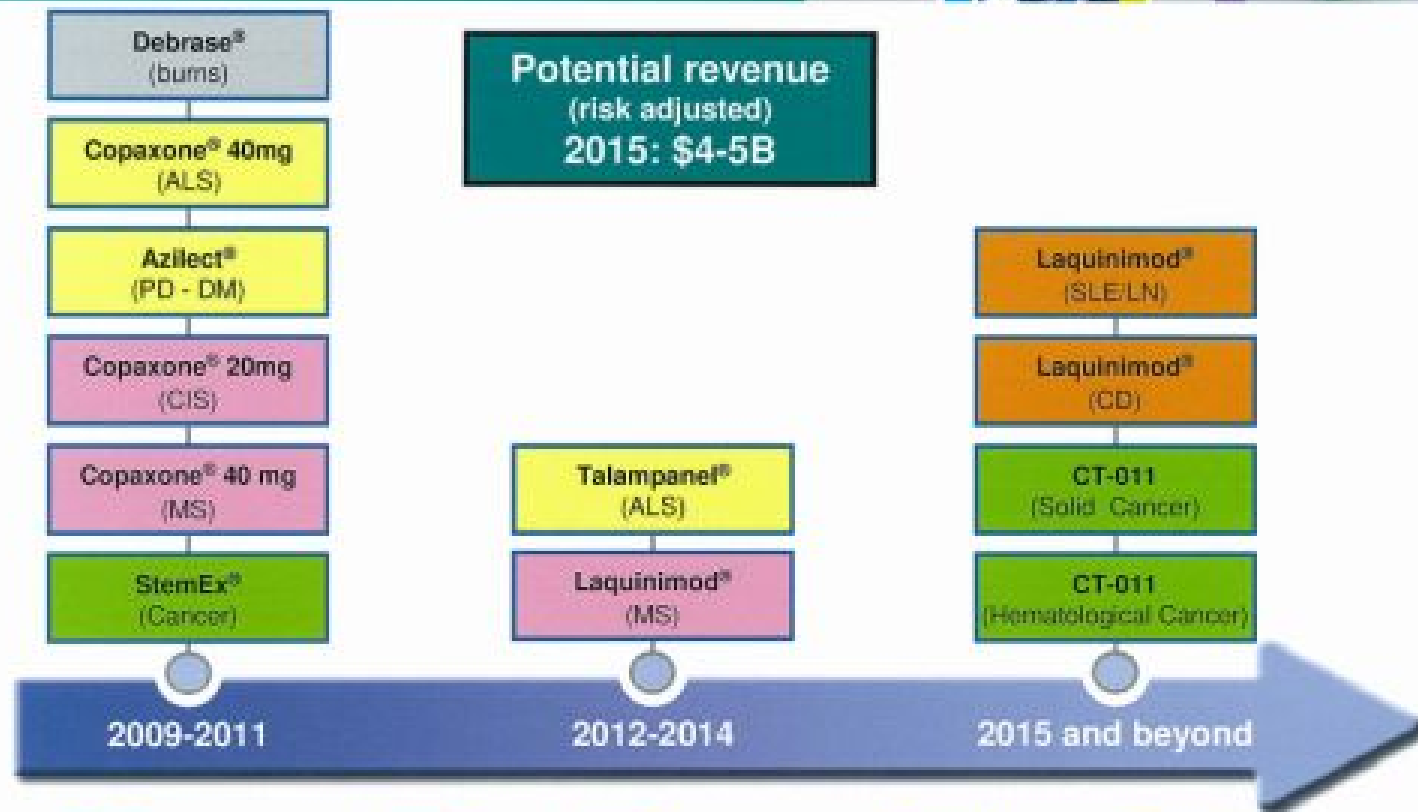 Debrase®
(burns)
Copaxone® 40mg
(ALS)
Azilect®
(PD - DM)
Copaxone® 20mg
(CIS)
Copaxone® 40 mg
(MS)
StemEx®
(Cancer)
Potential revenue
(risk adjusted)
2015: $4-5B
Talampanel®
(ALS)
Laquinimod®
(MS)
Laquinimod®
(SLE/LN)
Laquinimod®
(CD)
CT-011
(Solid Cancer)
CT-011
(Hematological Cancer)
2009-2011
2012-2014
2015 and beyond